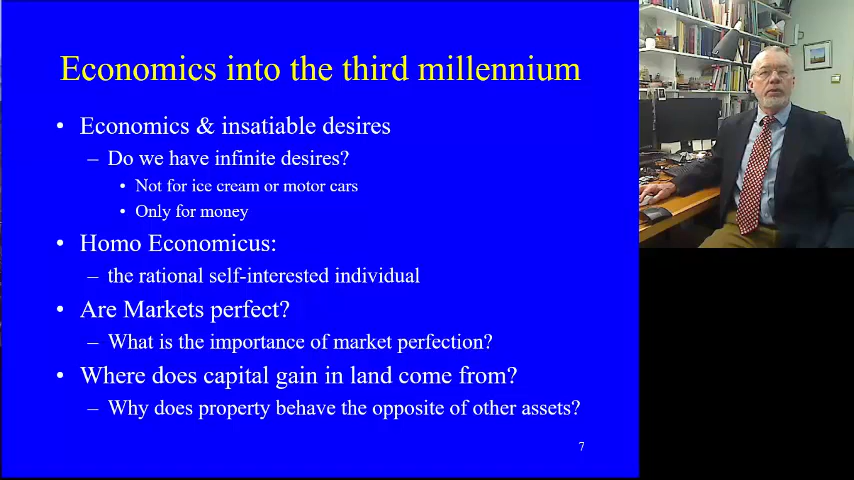 Economics into the third millennium
• Economics & insatiable desires
– Do we have infinite desires?
• Not for ice cream or motor cars
• Only for money
• Homo Economicus:
– the rational self-interested individual
• Are Markets perfect?
– What is the importance of market perfection?
• Where does capital gain in land come from?
– Why does property behave the opposite of other assets?
7